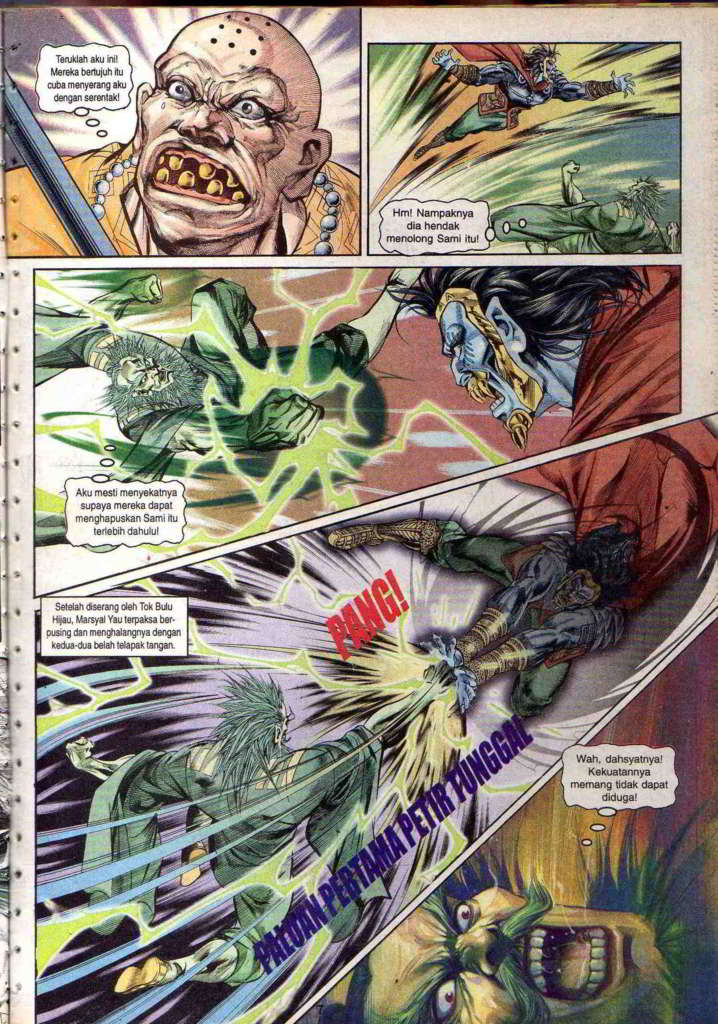 Teruklah aku ini!
Mereka bertujuh itu
cuba menyerang aku
dengan serentak!
Hm! Nampaknya
dia hendak
menolong Sami itu!
Aku mesti menyekatnya
supaya mereka dapat
menghapuskan Sami itu
terlebih dahulu!
Setelah diserang oleh Tok Bulu
Hijau, Marsyal Yau terpaksa ber-
pusing dan menghalangnya dengan
kedua-dua belah telapak tangan.
PANG!
PALUAN PERTAMA PETIR TUNGGAL
Wah, dahsyatnya!
Kekuatannya
memang tidak dapat
diduga!